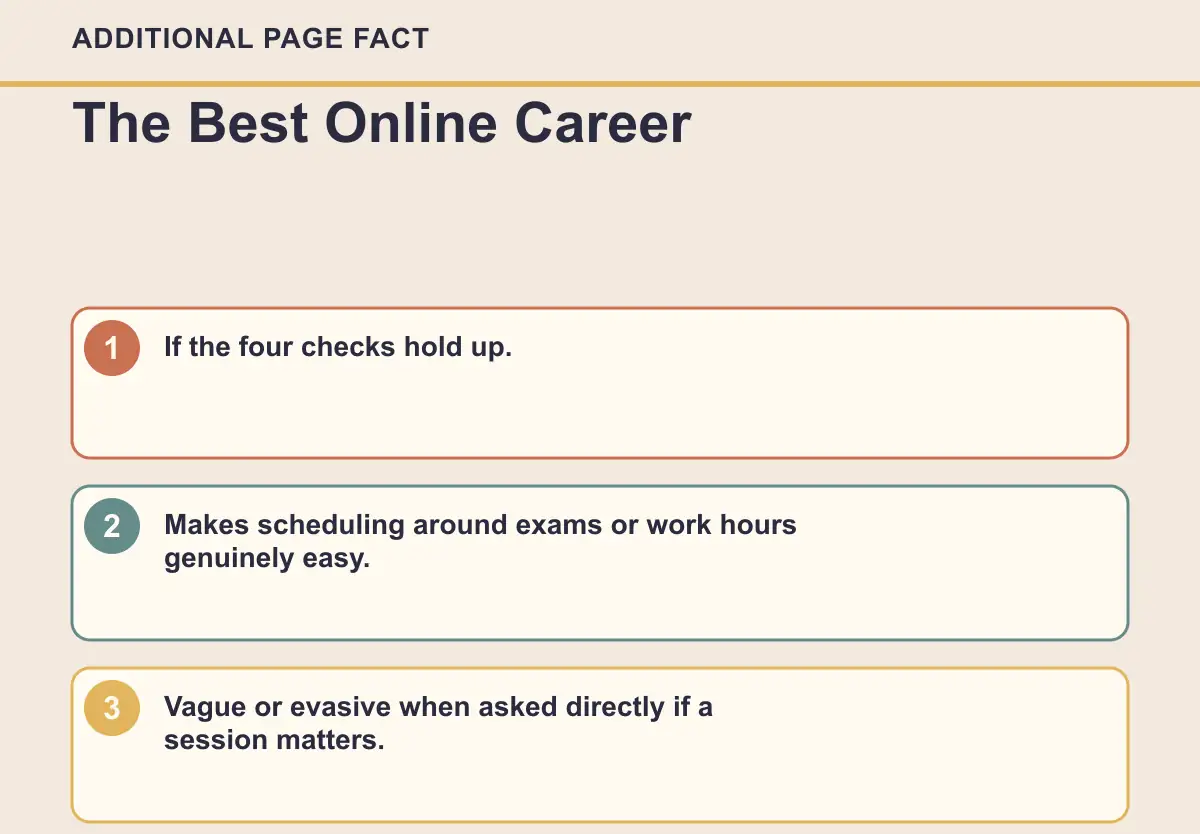 ADDITIONAL PAGE FACT
The Best Online Career
1
If the four checks hold up.
2
Makes scheduling around exams or work hours
genuinely easy.
3
Vague or evasive when asked directly if a
session matters.